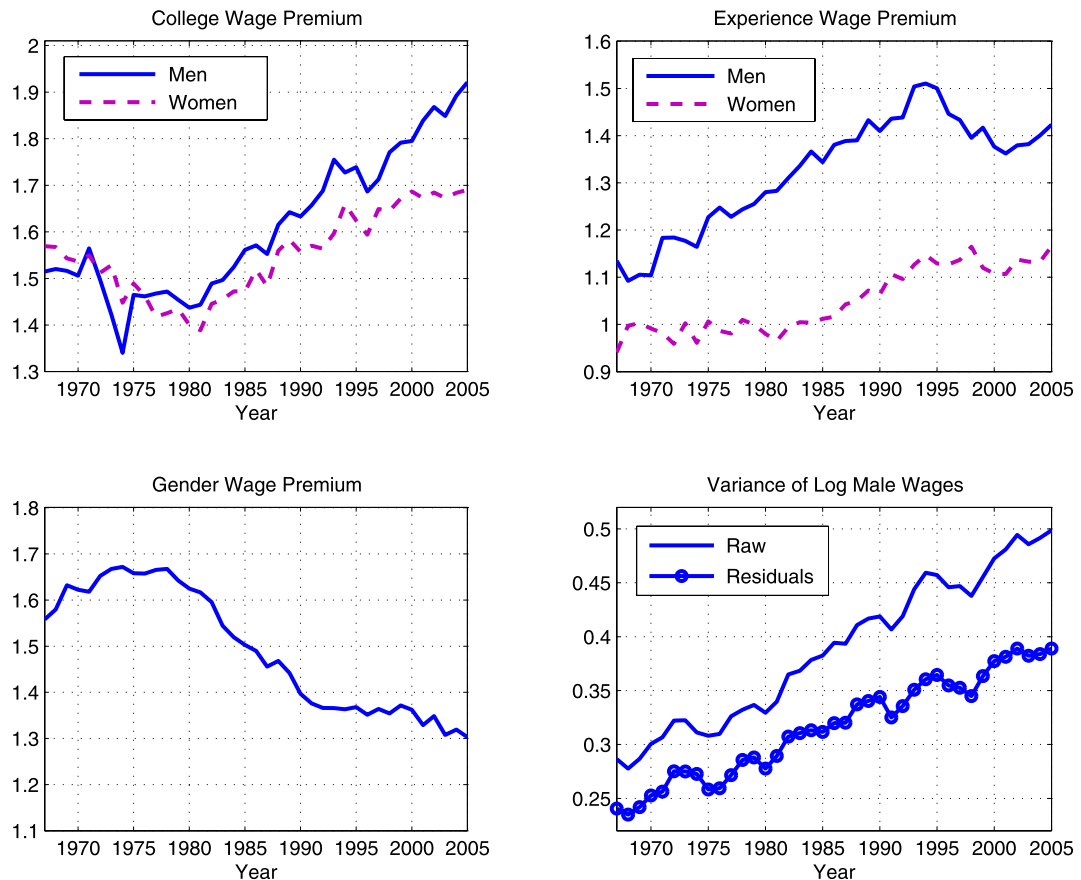 College Wage Premium
2
1.9
1.8
1.7
1.6
1.5
1.4
1.3
Men
Women
1970 1975 1980 1985 1990 1995 2000 2005
Year
Experience Wage Premium
1.6
1.5
1.4
1.3
1.2
1.1
1
0.9
Men
Women
1970 1975 1980 1985 1990 1995 2000 2005
Year
Gender Wage Premium
1.8
1.7
1.6
1.5
1.4
1.3
1.2
1.1
1970 1975 1980 1985 1990 1995 2000 2005
Year
Variance of Log Male Wages
0.5
0.45
0.4
0.35
0.3
0.25
Raw
Residuals
1970 1975 1980 1985 1990 1995 2000 2005
Year